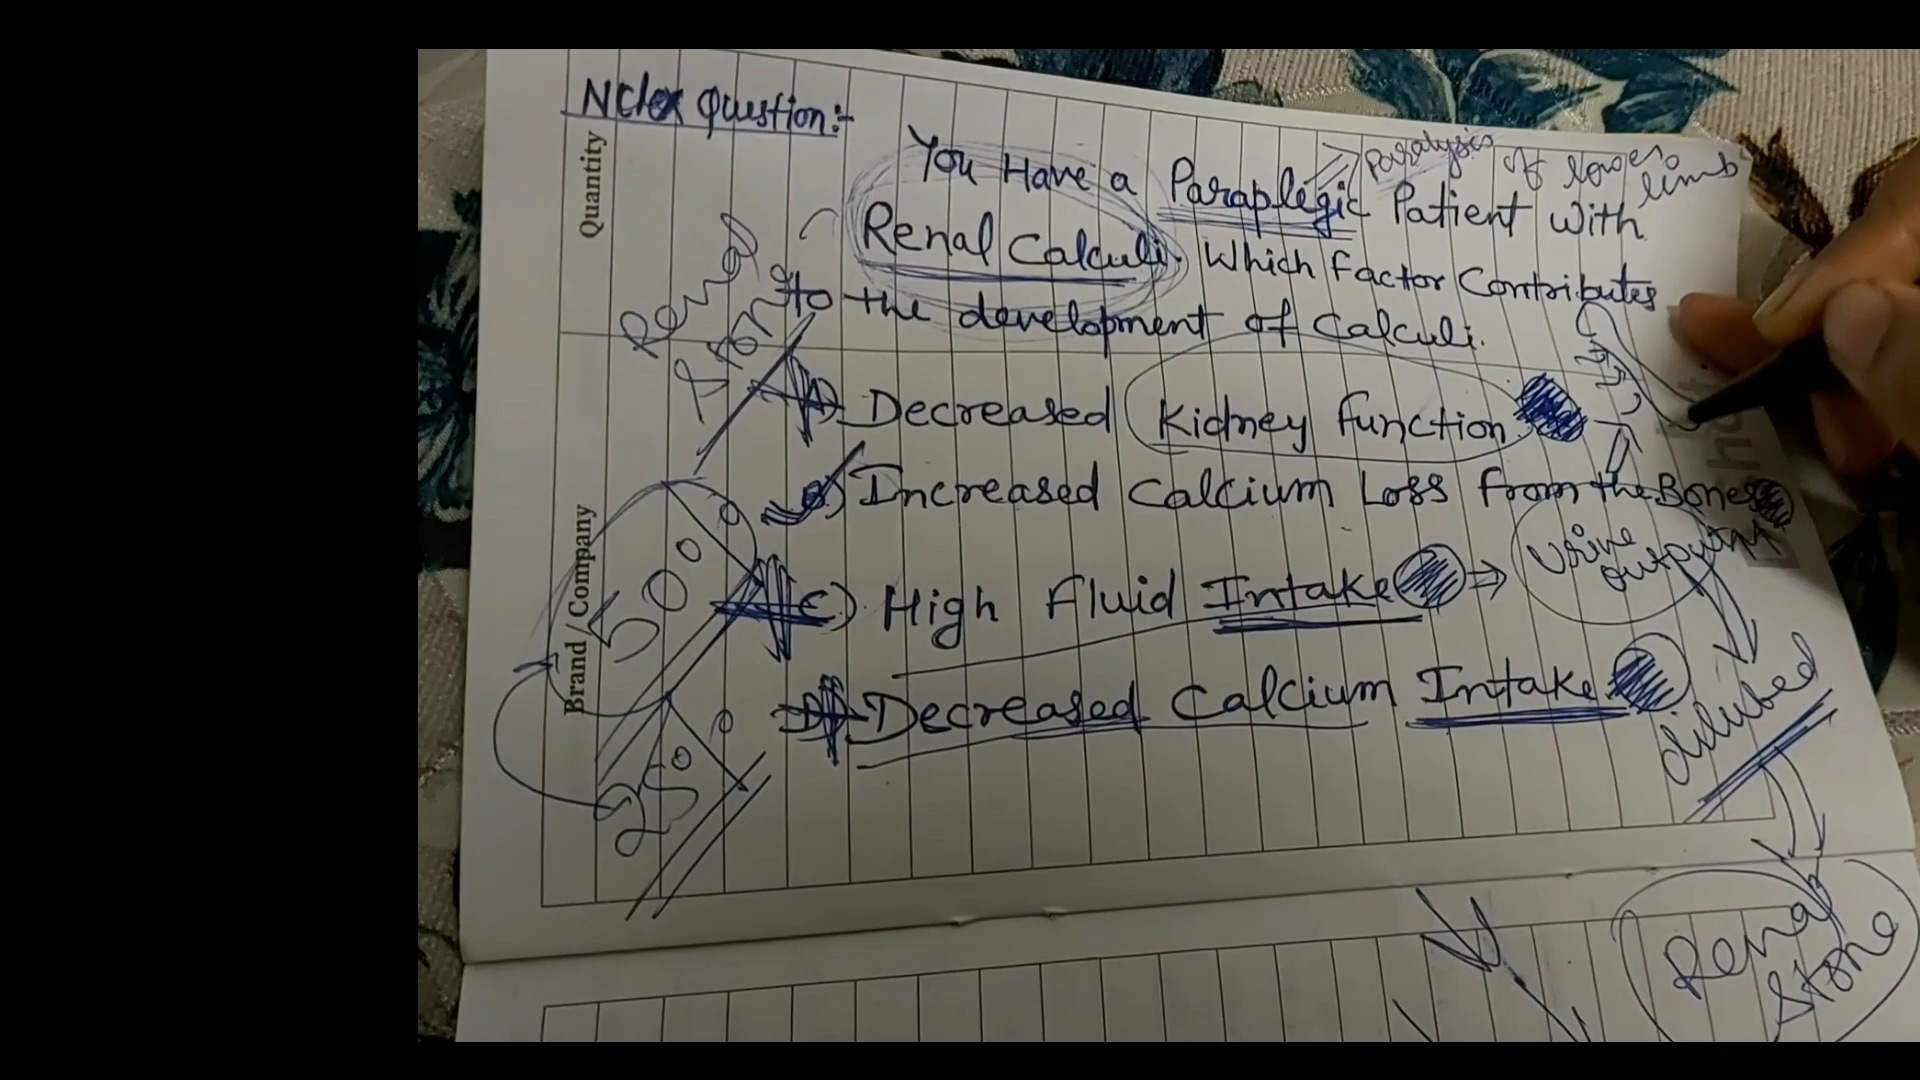 Nclex Question:-
Quantity
You Have a Paraplegic Patient With
paralysis of lower limb
Renal Calculi. Which Factor Contributes
to the development of Calculi.
Renal
stone
A) Decreased Kidney Function
B) Increased Calcium Loss from the Bones
Urine output
C) High Fluid Intake
Brand / Company
500
D) Decreased Calcium Intake
diluted
250
Renal
stone